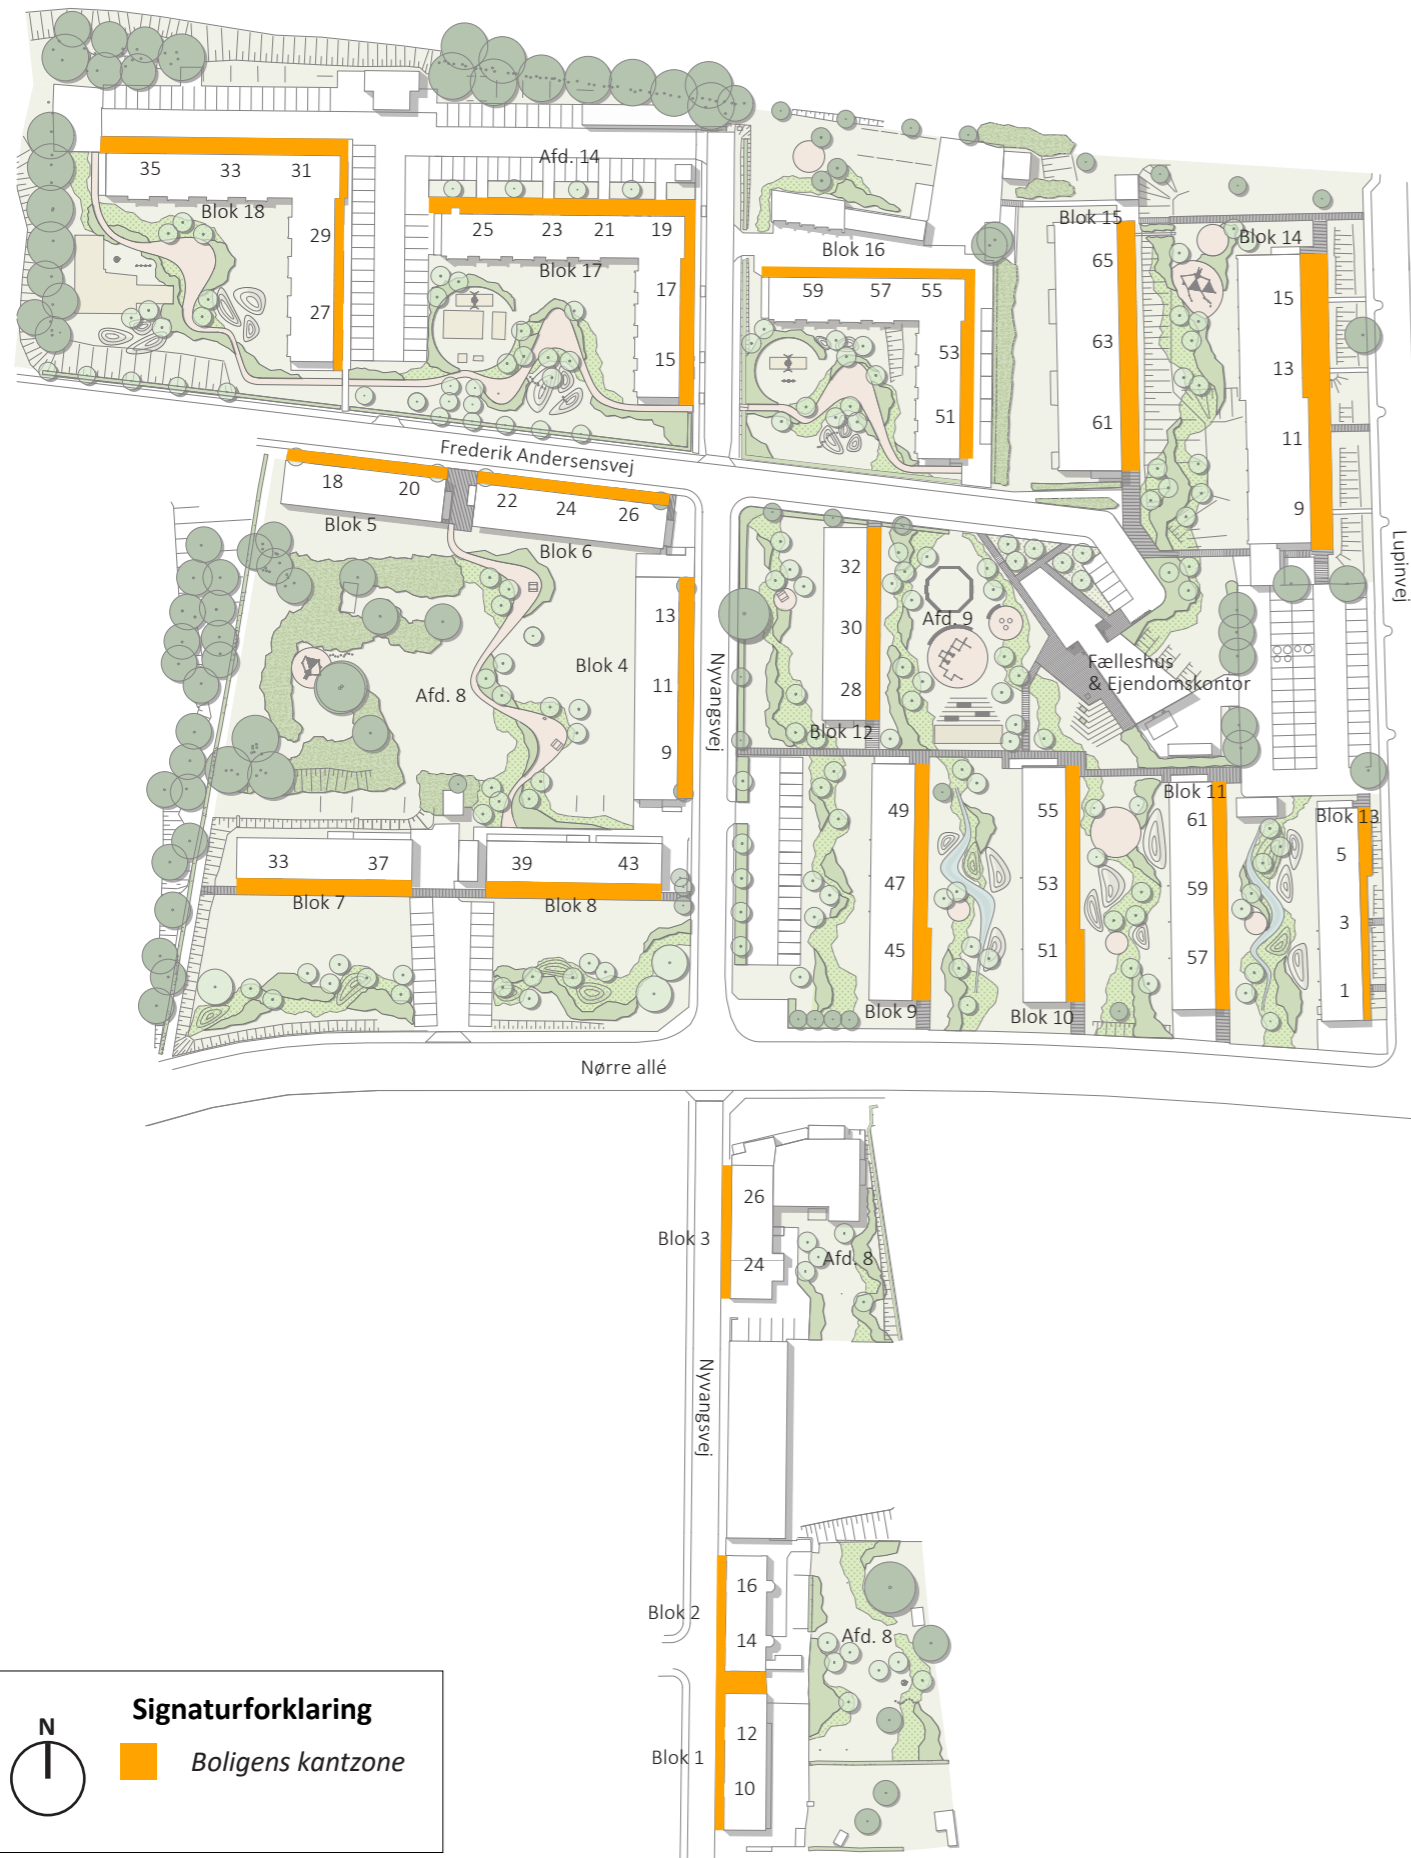 Afd. 14
35
33
31
Blok 18
29
27
25
23
21
19
Blok 17
17
15
Blok 16
59
57
55
53
51
Blok 15
65
63
61
Blok 14
15
13
11
9
Frederik Andersensvej
18
20
Blok 5
22
24
26
Blok 6
13
Blok 4
11
9
Afd. 8
Nyvangsvej
32
30
28
Blok 12
Afd. 9
Fælleshus
& Ejendomskontor
Lupinvej
33
37
Blok 7
39
43
Blok 8
49
47
45
Blok 9
55
53
51
Blok 10
Blok 11
61
59
57
Blok 13
5
3
1
Nørre allé
26
Blok 3
24
Afd. 8
Nyvangsvej
16
Blok 2
14
Afd. 8
12
Blok 1
10
Signaturforklaring
N
Boligens kantzone